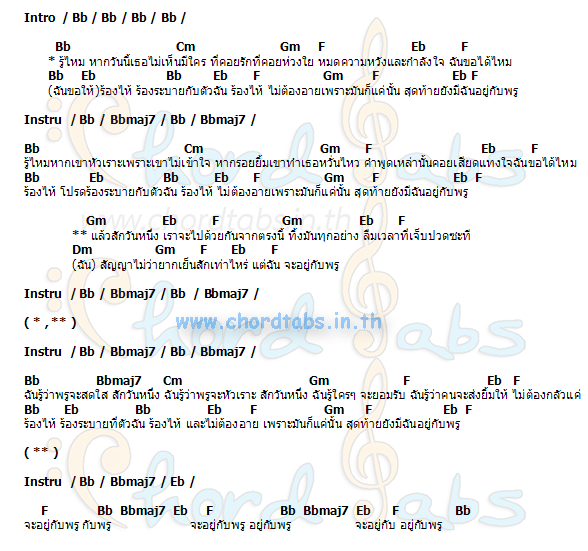 Intro / Bb / Bb / Bb / Bb /
Bb Cm Gm F Eb F
* รู้ไหม หากวันนี้เธอไม่เห็นมีใคร ที่คอยรักที่คอยห่วงใย หมดความหวังและกำลังใจ ฉันขอได้ไหม
Bb Eb Bb Eb F Gm F Eb F
(ฉันขอให้)ร้องไห้ ร้องระบายกับตัวฉัน ร้องไห้ ไม่ต้องอายเพราะมันก็แค่นั้น สุดท้ายยังมีฉันอยู่กับพรู
Instru / Bb / Bbmaj7 / Bb / Bbmaj7 /
Bb Cm Gm F Eb F
รู้ไหมหากเขาหัวเราะเพราะเขาไม่เข้าใจ หากรอยยิ้มเขาทำเธอหวั่นไหว คำพูดเหล่านั้นคอยเสียดแทงใจฉันขอได้ไหม
Bb Eb Bb Eb F Gm F Eb F
ร้องไห้ โปรดร้องระบายกับตัวฉัน ร้องไห้ ไม่ต้องอายเพราะมันก็แค่นั้น สุดท้ายยังมีฉันอยู่กับพรู
Gm Eb F Gm Eb F
** แล้วสักวันหนึ่ง เราจะไปด้วยกันจากตรงนี้ ทิ้งมันทุกอย่าง ลืมเวลาที่เจ็บปวดซะที
Dm Gm F Eb F
(ฉัน) สัญญาไม่ว่ายากเย็นสักเท่าไหร่ แต่ฉัน จะอยู่กับพรู
Instru / Bb / Bbmaj7 / Bb / Bbmaj7 /
www.chordtabs.in.th
( * ,** )
Instru / Bb / Bbmaj7 / Bb / Bbmaj7 /
Bb Bbmaj7 Cm Gm F Eb F
ฉันรู้ว่าพรูจะสดใส สักวันหนึ่ง ฉันรู้ว่าพรูจะหัวเราะ สักวันหนึ่ง ฉันรู้ใครๆ จะยอมรับ ฉันรู้ว่าคนจะส่งยิ้มให้ ไม่ต้องกลัวแค่
Bb Eb Bb Eb F Gm F Eb F
ร้องไห้ ร้องระบายที่ตัวฉัน ร้องไห้ และไม่ต้องอาย เพราะมันก็แค่นั้น สุดท้ายยังมีฉันอยู่กับพรู
( ** )
Instru / Bb / Bbmaj7 / Eb /
F Bb Bbmaj7 Eb F Bb Bbmaj7 Eb F Bb
จะอยู่กับพรู กับพรู จะอยู่กับพรู อยู่กับพรู จะอยู่กับ อยู่กับพรู